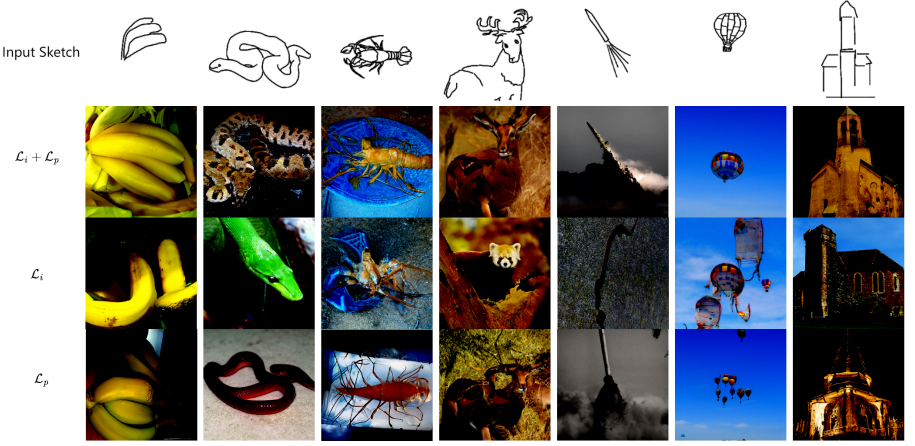 Input Sketch
ℒᵢ + ℒₚ
ℒᵢ
ℒₚ